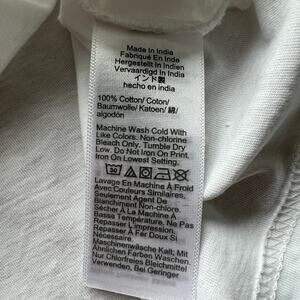 Made In India
Fabriqué En Inde
Hergestellt In Indien
Vervaardigd In India
インド製
hecho en india
100% Cotton/ Coton/
Baumwolle/ Katoen/ 綿/
algodón
Machine Wash Cold With
Like Colors. Non-chlorine
Bleach Only. Tumble Dry
Low. Do Not Iron On Print.
Iron On Lowest Setting.
Lavage En Machine À Froid
Avec Couleurs Similaires.
Seulement Agent De
Blanchiment Non-chlore.
Sécher À La Machine À
Basse Température. Ne Pas
Repasser L'impression.
Repasser À Fer Doux Si
Nécessaire.
Maschinenwäsche Kalt; Mit
Ähnlichen Farben Waschen.
Nur Chlorfreies Bleichmittel
Verwenden. Bei Geringer